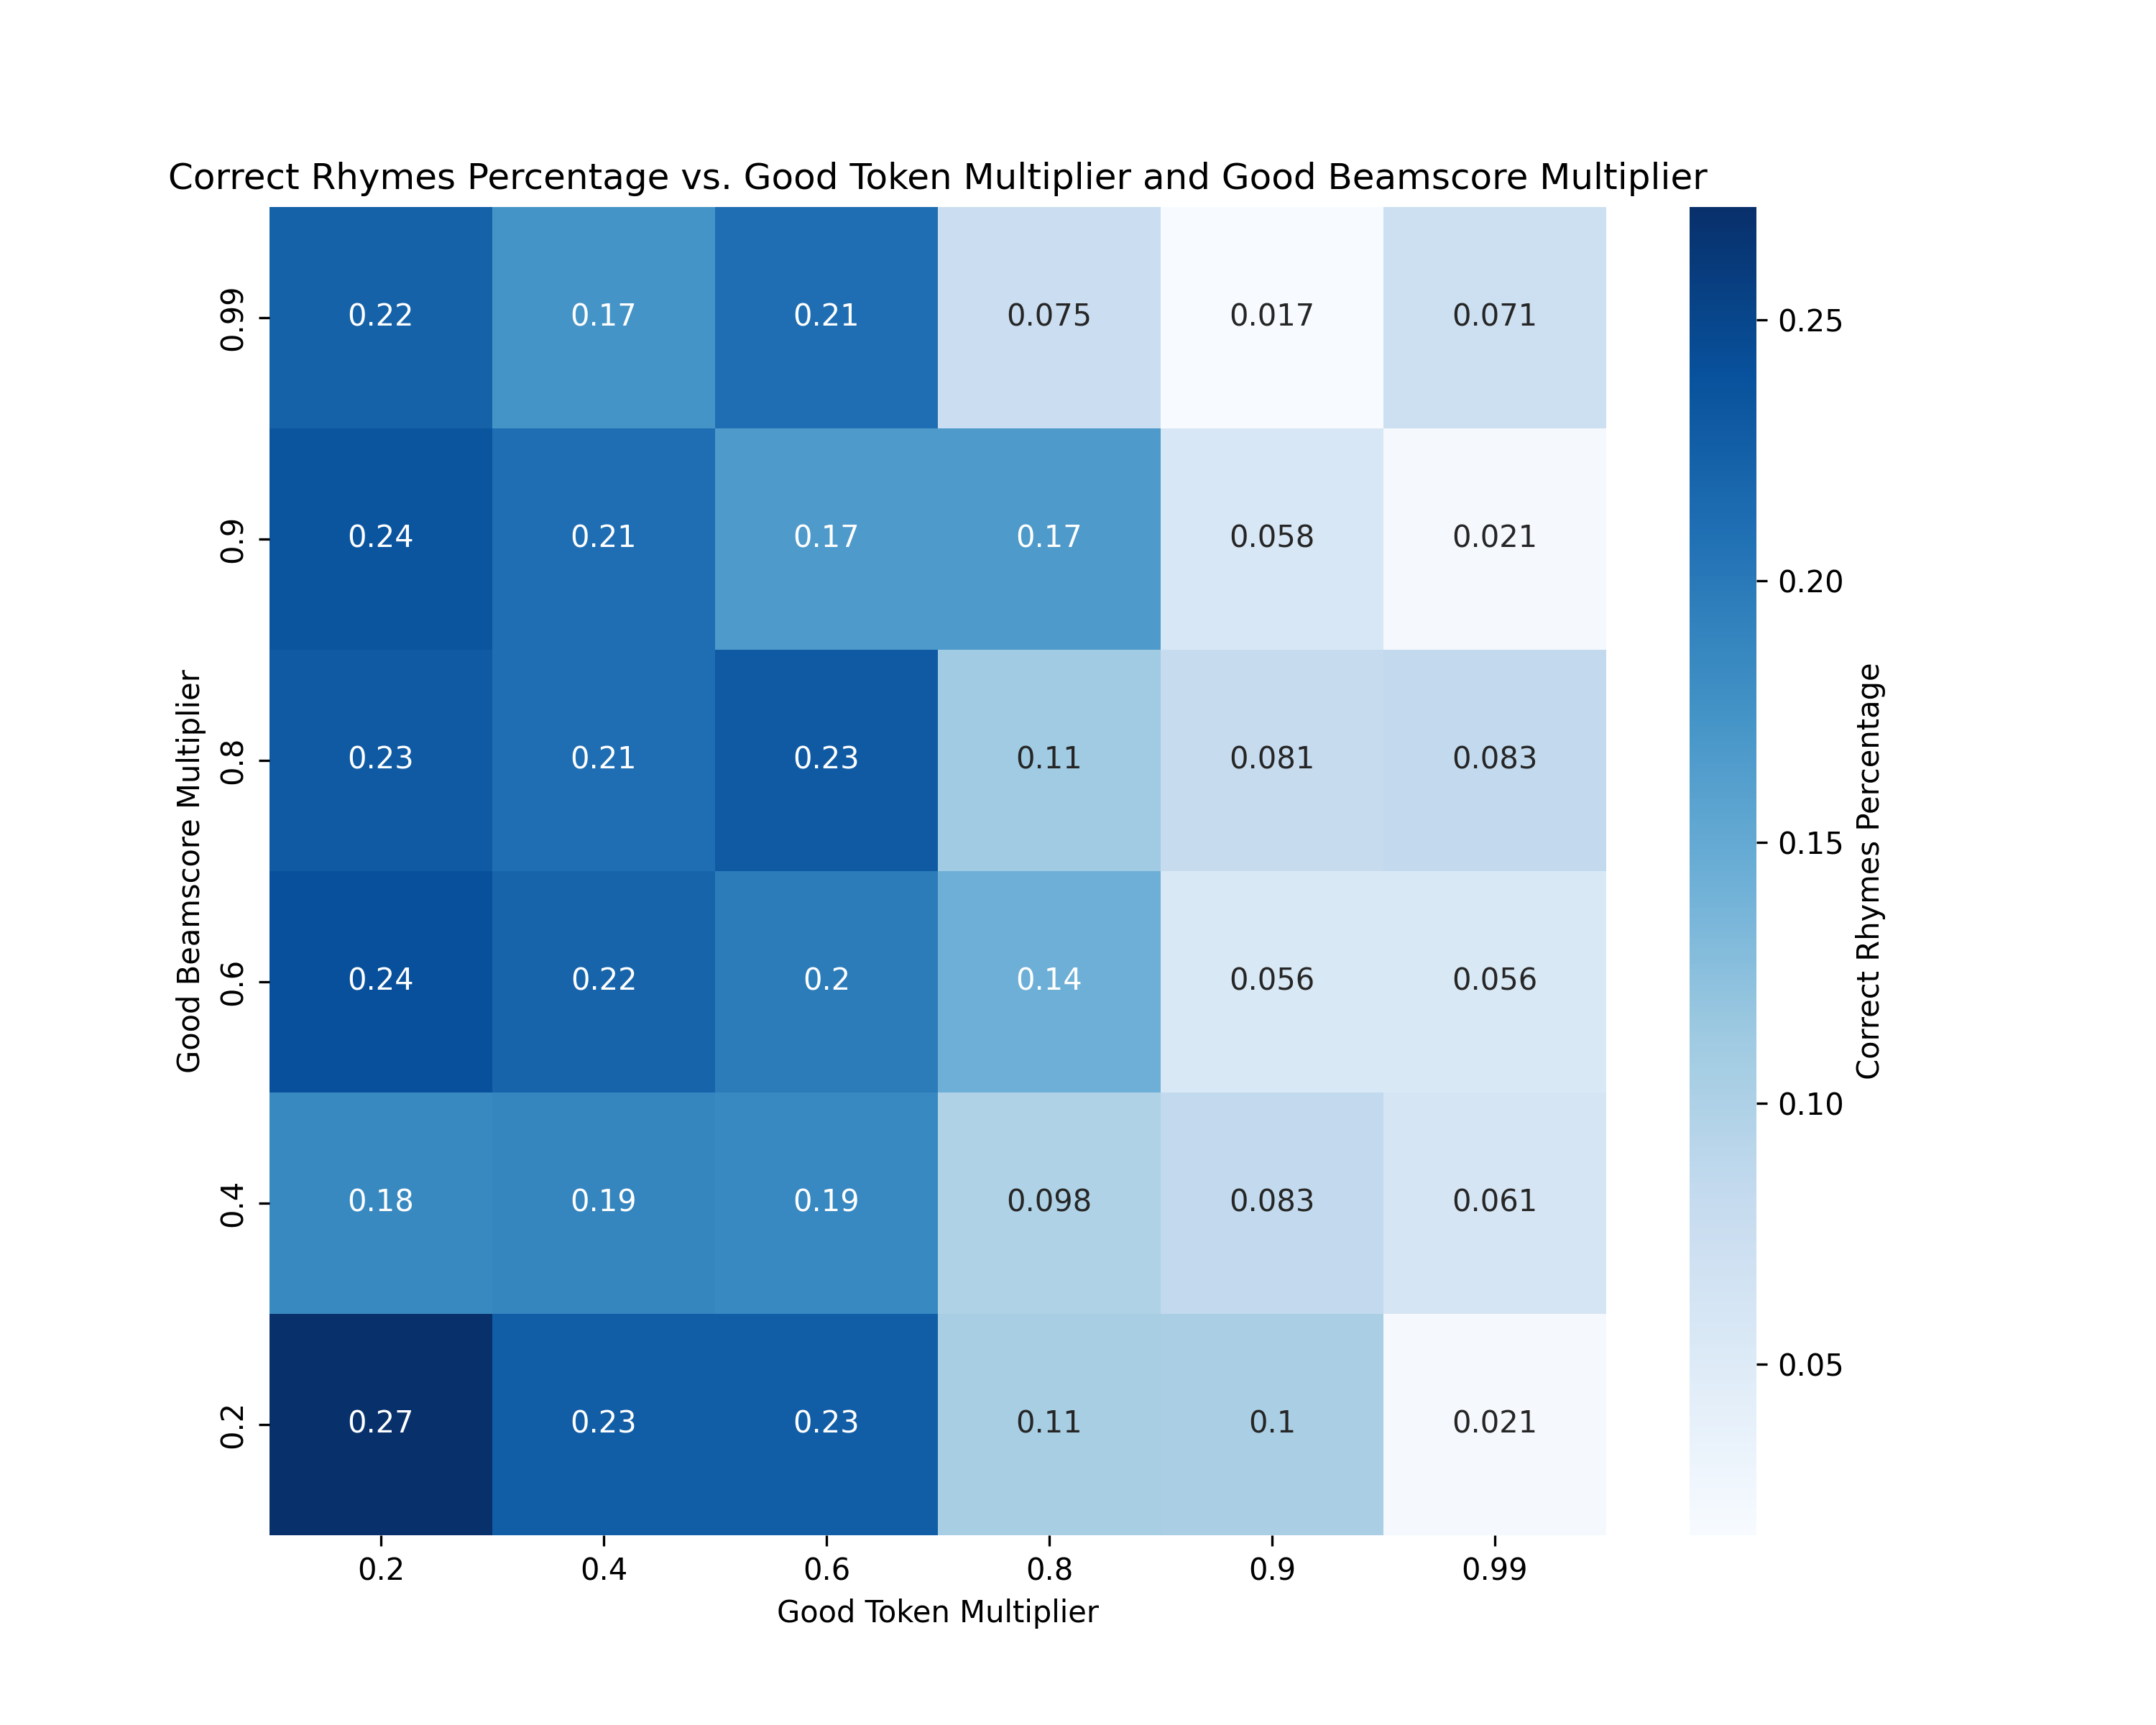 Correct Rhymes Percentage vs. Good Token Multiplier and Good Beamscore Multiplier
Good Beamscore Multiplier
0.99 0.22 0.17 0.21 0.075 0.017 0.071
0.9 0.24 0.21 0.17 0.17 0.058 0.021
0.8 0.23 0.21 0.23 0.11 0.081 0.083
0.6 0.24 0.22 0.2 0.14 0.056 0.056
0.4 0.18 0.19 0.19 0.098 0.083 0.061
0.2 0.27 0.23 0.23 0.11 0.1 0.021
0.2 0.4 0.6 0.8 0.9 0.99
Good Token Multiplier
0.25
0.20
0.15
0.10
0.05
Correct Rhymes Percentage